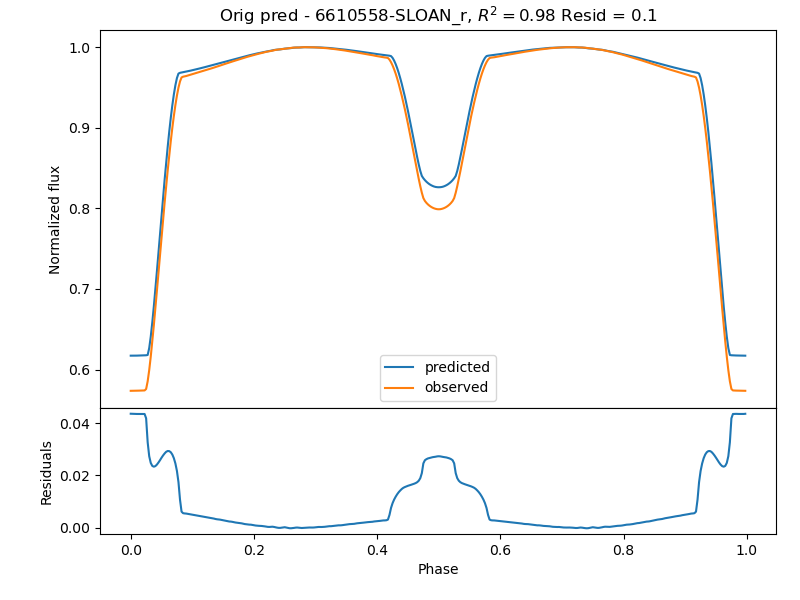 Orig pred - 6610558-SLOAN_r, R² = 0.98 Resid = 0.1
Normalized flux
1.0
0.9
0.8
0.7
0.6
predicted
observed
Residuals
0.04
0.02
0.00
0.0 0.2 0.4 0.6 0.8 1.0
Phase